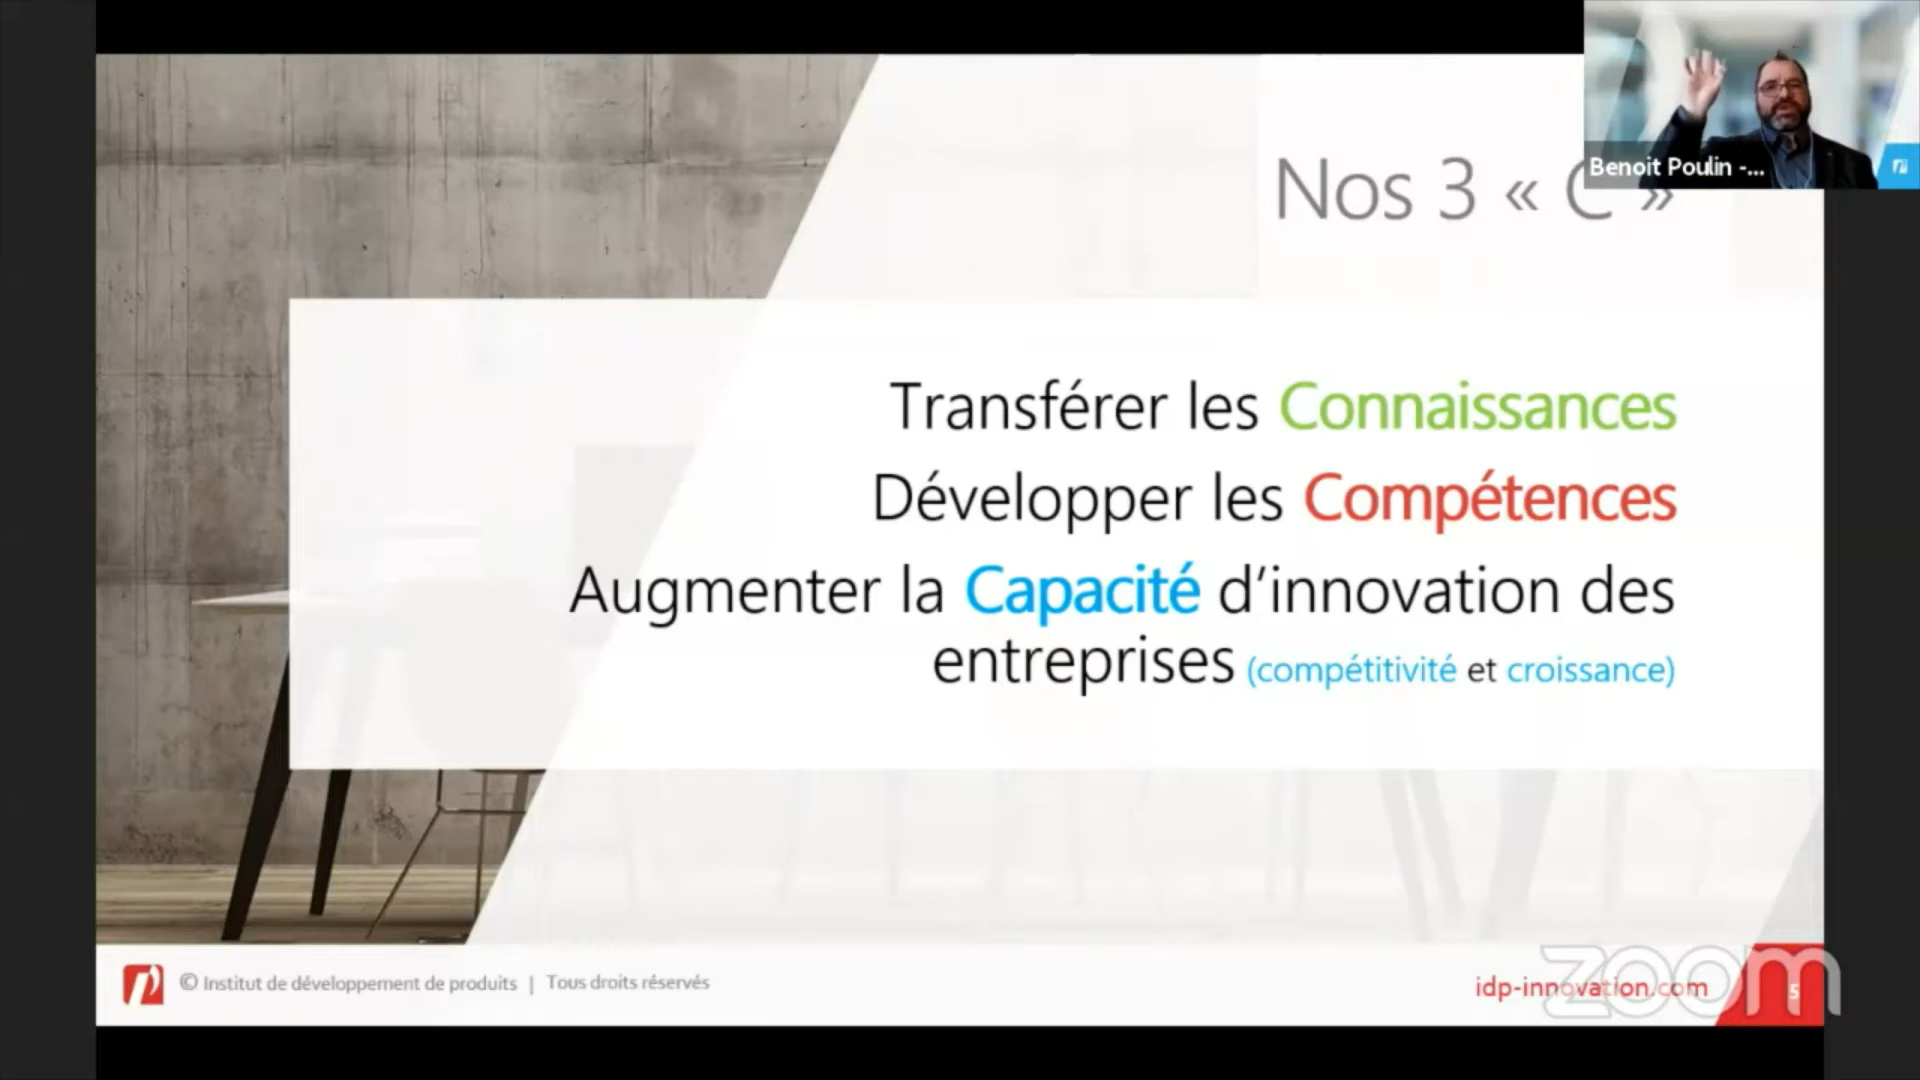 Benoit Poulin -...
Nos 3 « C »
Transférer les Connaissances
Développer les Compétences
Augmenter la Capacité d’innovation des
entreprises (compétitivité et croissance)
© Institut de développement de produits | Tous droits réservés
idp-innovation.com
5
zoom